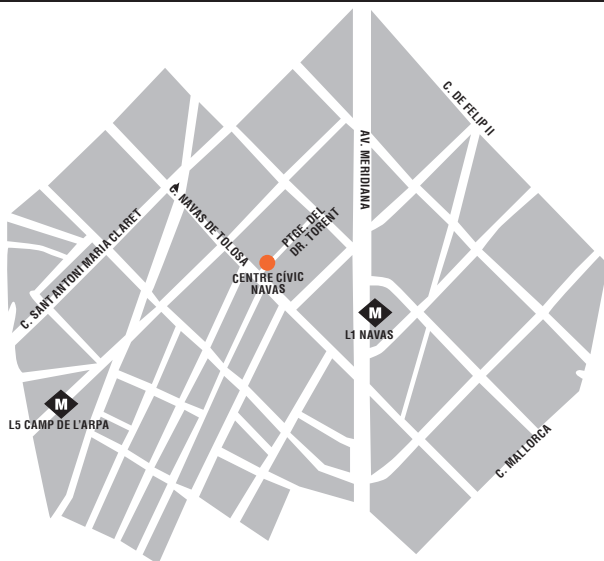 C. DE FELIP II
AV. MERIDIANA
C. NAVAS DE TOLOSA
PTGE. DEL
DR. TORENT
C. SANT ANTONI MARIA CLARET
CENTRE CÍVIC
NAVAS
M
L1 NAVAS
M
L5 CAMP DE L'ARPA
C. MALLORCA